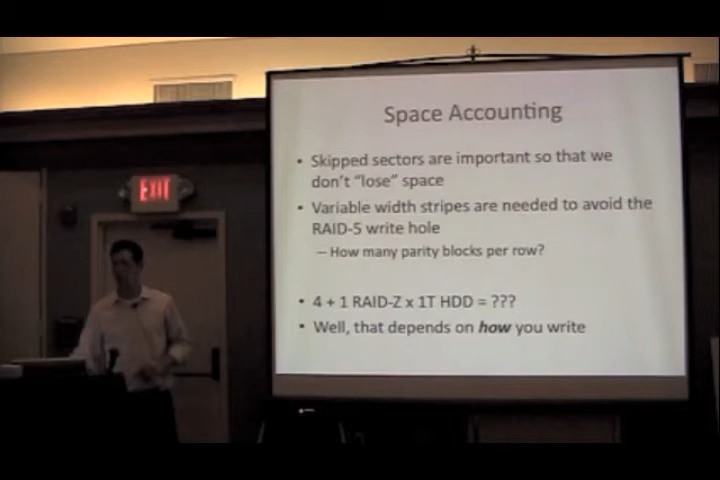 Space Accounting
• Skipped sectors are important so that we
don't "lose" space
• Variable width stripes are needed to avoid the
RAID-5 write hole
– How many parity blocks per row?
• 4 + 1 RAID-Z x 1T HDD = ???
• Well, that depends on how you write
EXIT